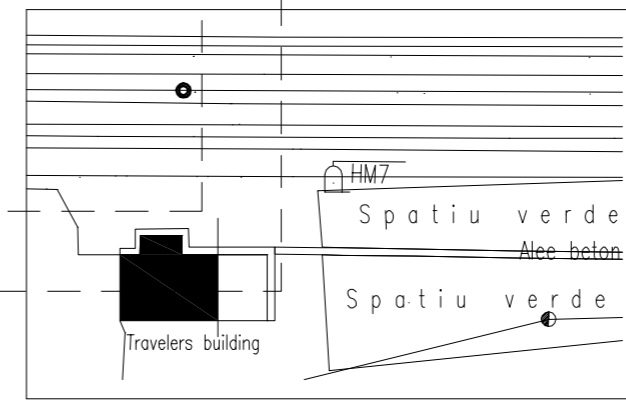 HM7
Spatiu verde
Alee beton
Spatiu verde
Travelers building